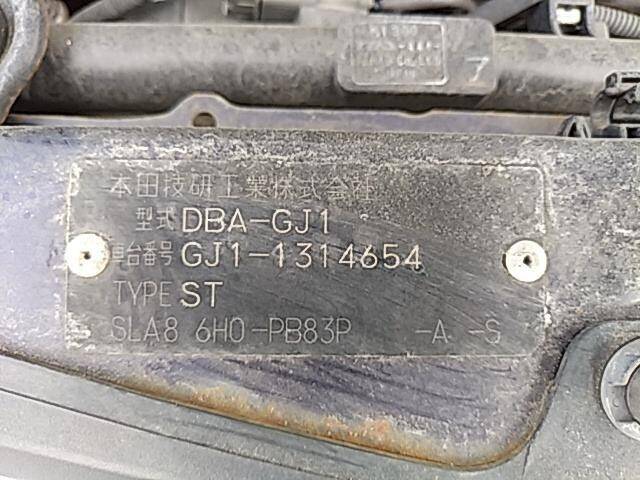 7
本田技研工業株式会社
型式 DBA-GJ1
車台番号 GJ1-1314654
TYPE ST
SLA8 6H0-PB83P -A -S